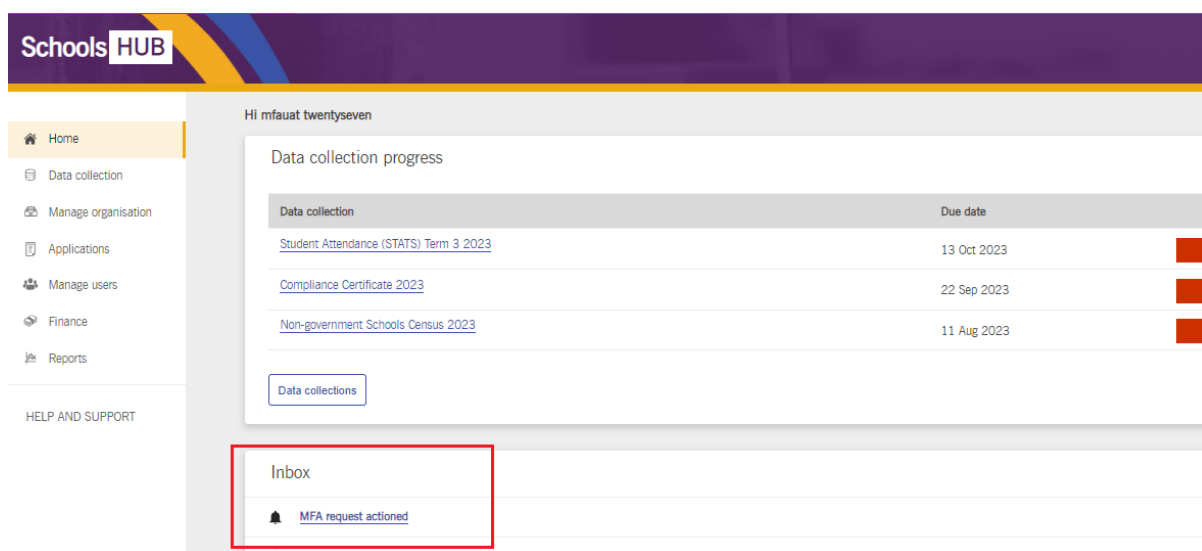 Schools HUB
Hi mfauat twentyseven
Home
Data collection
Manage organisation
Applications
Manage users
Finance
Reports
HELP AND SUPPORT
Data collection progress
Data collection Due date
Student Attendance (STATS) Term 3 2023 13 Oct 2023
Compliance Certificate 2023 22 Sep 2023
Non-government Schools Census 2023 11 Aug 2023
Data collections
Inbox
MFA request actioned